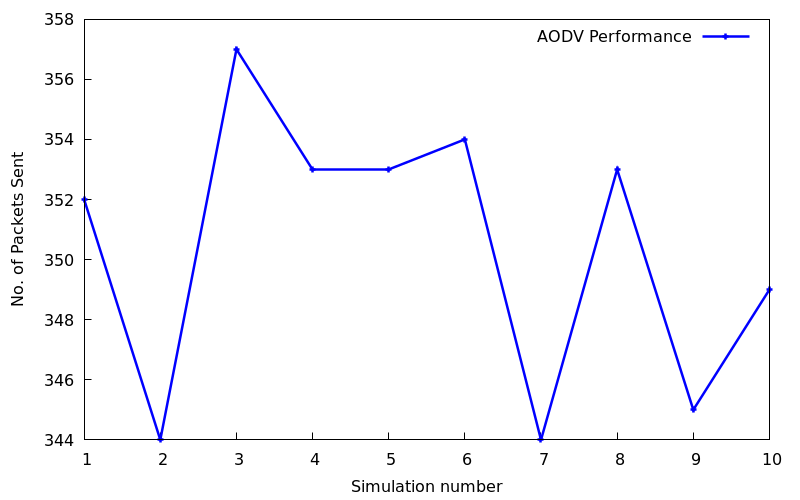 358
356
354
352
350
348
346
344
No. of Packets Sent
AODV Performance
1 2 3 4 5 6 7 8 9 10
Simulation number